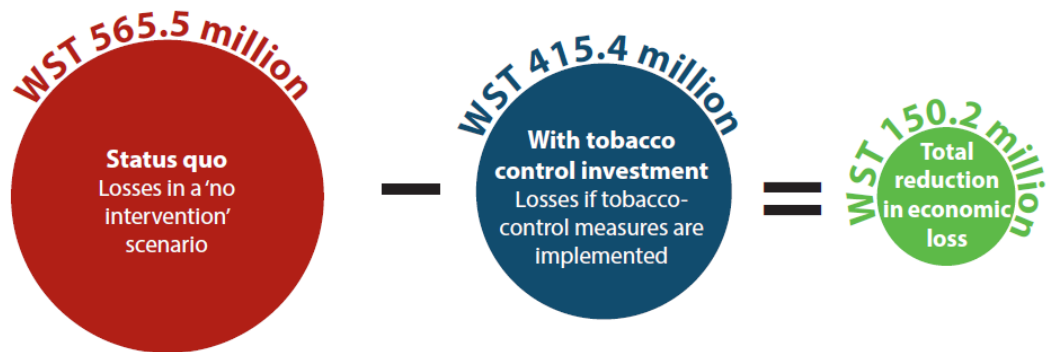 WST 565.5 million
Status quo
Losses in a ‘no
intervention’
scenario
WST 415.4 million
With tobacco
control investment
Losses if tobacco-
control measures are
implemented
WST 150.2 million
Total
reduction
in economic
loss